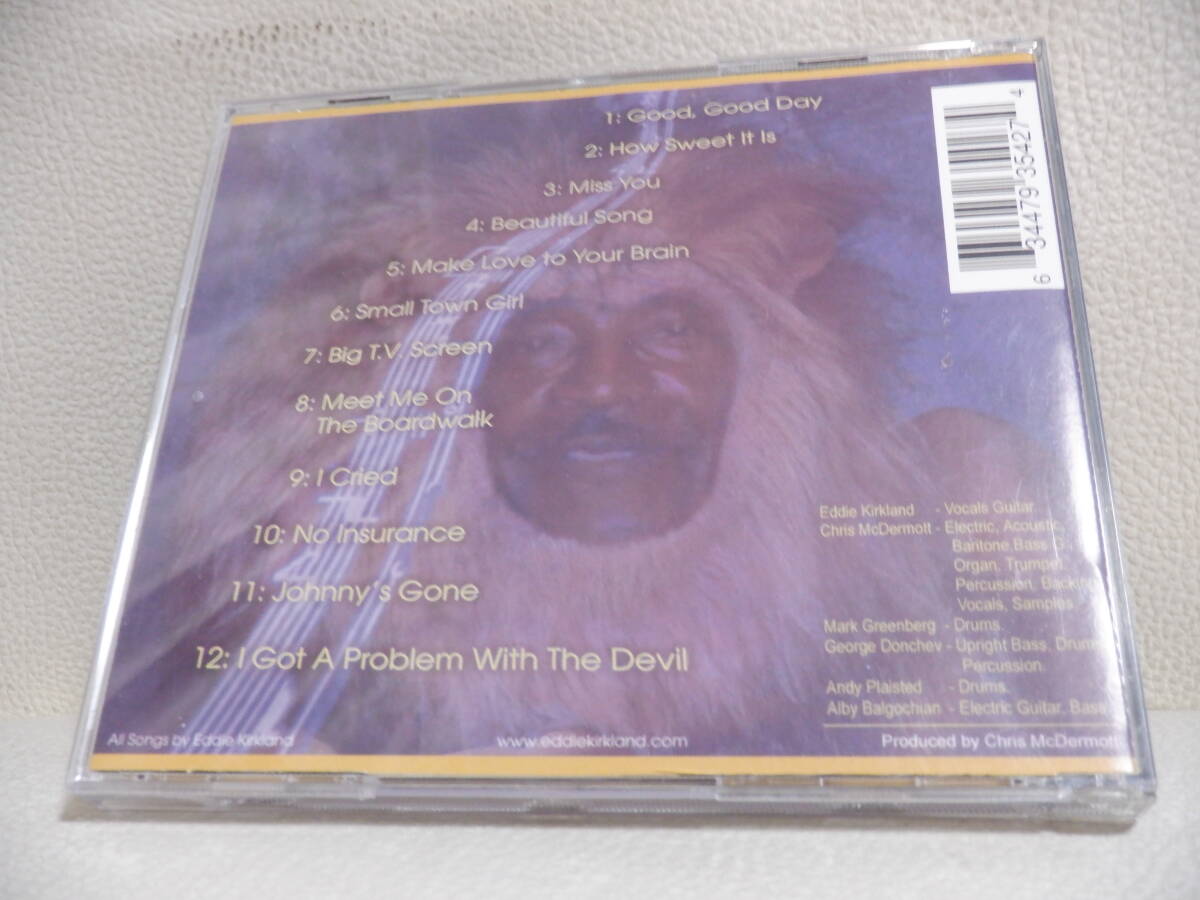 1: Good, Good Day
2: How Sweet It Is
3: Miss You
4: Beautiful Song
5: Make Love to Your Brain
6: Small Town Girl
7: Big T.V. Screen
8: Meet Me On
The Boardwalk
9: I Cried
10: No Insurance
11: Johnny's Gone
12: I Got A Problem With The Devil
6 34479 35427 4
Eddie Kirkland - Vocals Guitar.
Chris McDermott - Electric, Acoustic,
Baritone, Bass G
Organ, Trumpet,
Percussion, Backing
Vocals, Samples
Mark Greenberg - Drums.
George Donchev - Upright Bass, Drum
Percussion.
Andy Plaisted - Drums.
Alby Balgochian - Electric Guitar, Bass
All Songs by Eddie Kirkland
www.eddiekirkland.com
Produced by Chris McDermott